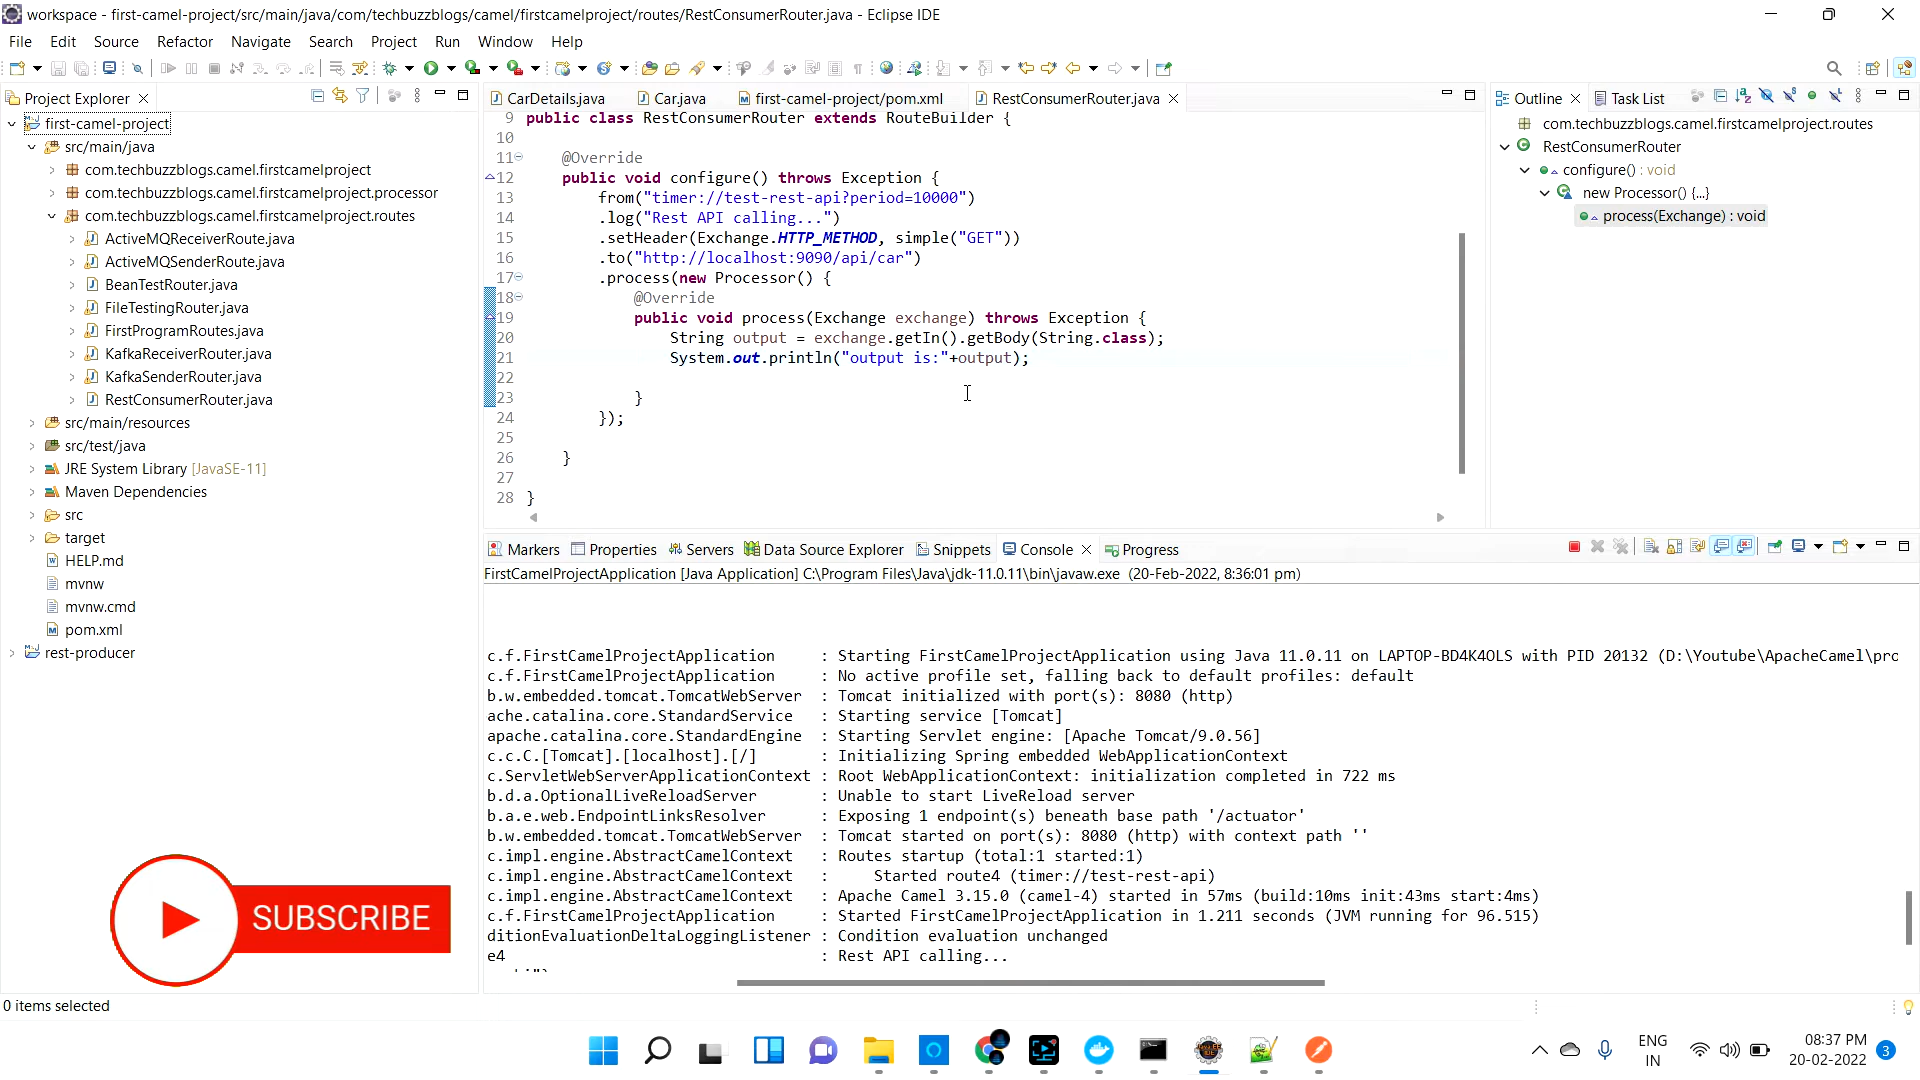 workspace - first-camel-project/src/main/java/com/techbuzzblogs/camel/firstcamelproject/routes/RestConsumerRouter.java - Eclipse IDE
File Edit Source Refactor Navigate Search Project Run Window Help
Project Explorer
first-camel-project
src/main/java
com.techbuzzblogs.camel.firstcamelproject
com.techbuzzblogs.camel.firstcamelproject.processor
com.techbuzzblogs.camel.firstcamelproject.routes
ActiveMQReceiverRoute.java
ActiveMQSenderRoute.java
BeanTestRouter.java
FileTestingRouter.java
FirstProgramRoutes.java
KafkaReceiverRouter.java
KafkaSenderRouter.java
RestConsumerRouter.java
src/main/resources
src/test/java
JRE System Library [JavaSE-11]
Maven Dependencies
src
target
HELP.md
mvnw
mvnw.cmd
pom.xml
rest-producer
SUBSCRIBE
CarDetails.java Car.java first-camel-project/pom.xml RestConsumerRouter.java
9 public class RestConsumerRouter extends RouteBuilder {
10
11 @Override
12 public void configure() throws Exception {
13 from("timer://test-rest-api?period=10000")
14 .log("Rest API calling...")
15 .setHeader(Exchange.HTTP_METHOD, simple("GET"))
16 .to("http://localhost:9090/api/car")
17 .process(new Processor() {
18 @Override
19 public void process(Exchange exchange) throws Exception {
20 String output = exchange.getIn().getBody(String.class);
21 System.out.println("output is:"+output);
22
23 }
24 });
25
26 }
27
28 }
Outline Task List
com.techbuzzblogs.camel.firstcamelproject.routes
RestConsumerRouter
configure() : void
new Processor() {...}
process(Exchange) : void
Markers Properties Servers Data Source Explorer Snippets Console Progress
FirstCamelProjectApplication [Java Application] C:\Program Files\Java\jdk-11.0.11\bin\javaw.exe (20-Feb-2022, 8:36:01 pm)
c.f.FirstCamelProjectApplication : Starting FirstCamelProjectApplication using Java 11.0.11 on LAPTOP-BD4K4OLS with PID 20132 (D:\Youtube\ApacheCamel\pro
c.f.FirstCamelProjectApplication : No active profile set, falling back to default profiles: default
b.w.embedded.tomcat.TomcatWebServer : Tomcat initialized with port(s): 8080 (http)
ache.catalina.core.StandardService : Starting service [Tomcat]
apache.catalina.core.StandardEngine : Starting Servlet engine: [Apache Tomcat/9.0.56]
c.c.C.[Tomcat].[localhost].[/] : Initializing Spring embedded WebApplicationContext
c.ServletWebServerApplicationContext : Root WebApplicationContext: initialization completed in 722 ms
b.d.a.OptionalLiveReloadServer : Unable to start LiveReload server
b.a.e.web.EndpointLinksResolver : Exposing 1 endpoint(s) beneath base path '/actuator'
b.w.embedded.tomcat.TomcatWebServer : Tomcat started on port(s): 8080 (http) with context path ''
c.impl.engine.AbstractCamelContext : Routes startup (total:1 started:1)
c.impl.engine.AbstractCamelContext : Started route4 (timer://test-rest-api)
c.impl.engine.AbstractCamelContext : Apache Camel 3.15.0 (camel-4) started in 57ms (build:10ms init:43ms start:4ms)
c.f.FirstCamelProjectApplication : Started FirstCamelProjectApplication in 1.211 seconds (JVM running for 96.515)
ditionEvaluationDeltaLoggingListener : Condition evaluation unchanged
e4 : Rest API calling...
0 items selected
ENG
IN
08:37 PM
20-02-2022
3